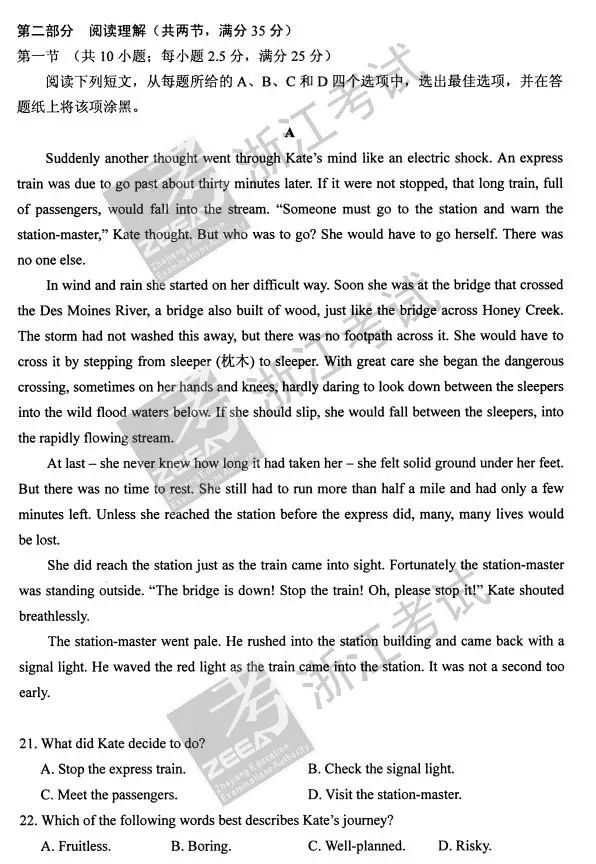 第二部分 阅读理解（共两节，满分 35 分）
第一节 （共 10 小题；每小题 2.5 分，满分 25 分）
阅读下列短文，从每题所给的 A、B、C 和 D 四个选项中，选出最佳选项，并在答
题纸上将该项涂黑。
A
Suddenly another thought went through Kate's mind like an electric shock. An express
train was due to go past about thirty minutes later. If it were not stopped, that long train, full
of passengers, would fall into the stream. “Someone must go to the station and warn the
station-master,” Kate thought. But who was to go? She would have to go herself. There was
no one else.
In wind and rain she started on her difficult way. Soon she was at the bridge that crossed
the Des Moines River, a bridge also built of wood, just like the bridge across Honey Creek.
The storm had not washed this away, but there was no footpath across it. She would have to
cross it by stepping from sleeper (枕木) to sleeper. With great care she began the dangerous
crossing, sometimes on her hands and knees, hardly daring to look down between the sleepers
into the wild flood waters below. If she should slip, she would fall between the sleepers, into
the rapidly flowing stream.
At last – she never knew how long it had taken her – she felt solid ground under her feet.
But there was no time to rest. She still had to run more than half a mile and had only a few
minutes left. Unless she reached the station before the express did, many, many lives would
be lost.
She did reach the station just as the train came into sight. Fortunately the station-master
was standing outside. “The bridge is down! Stop the train! Oh, please stop it!” Kate shouted
breathlessly.
The station-master went pale. He rushed into the station building and came back with a
signal light. He waved the red light as the train came into the station. It was not a second too
early.
21. What did Kate decide to do?
A. Stop the express train. B. Check the signal light.
C. Meet the passengers. D. Visit the station-master.
22. Which of the following words best describes Kate's journey?
A. Fruitless. B. Boring. C. Well-planned. D. Risky.
考 ZEEA 浙江考试
Zhejiang Education
Examinations Authority
考 ZEEA 浙江考试
考 ZEEA 浙江考试
Zhejiang Education
Examinations Authority